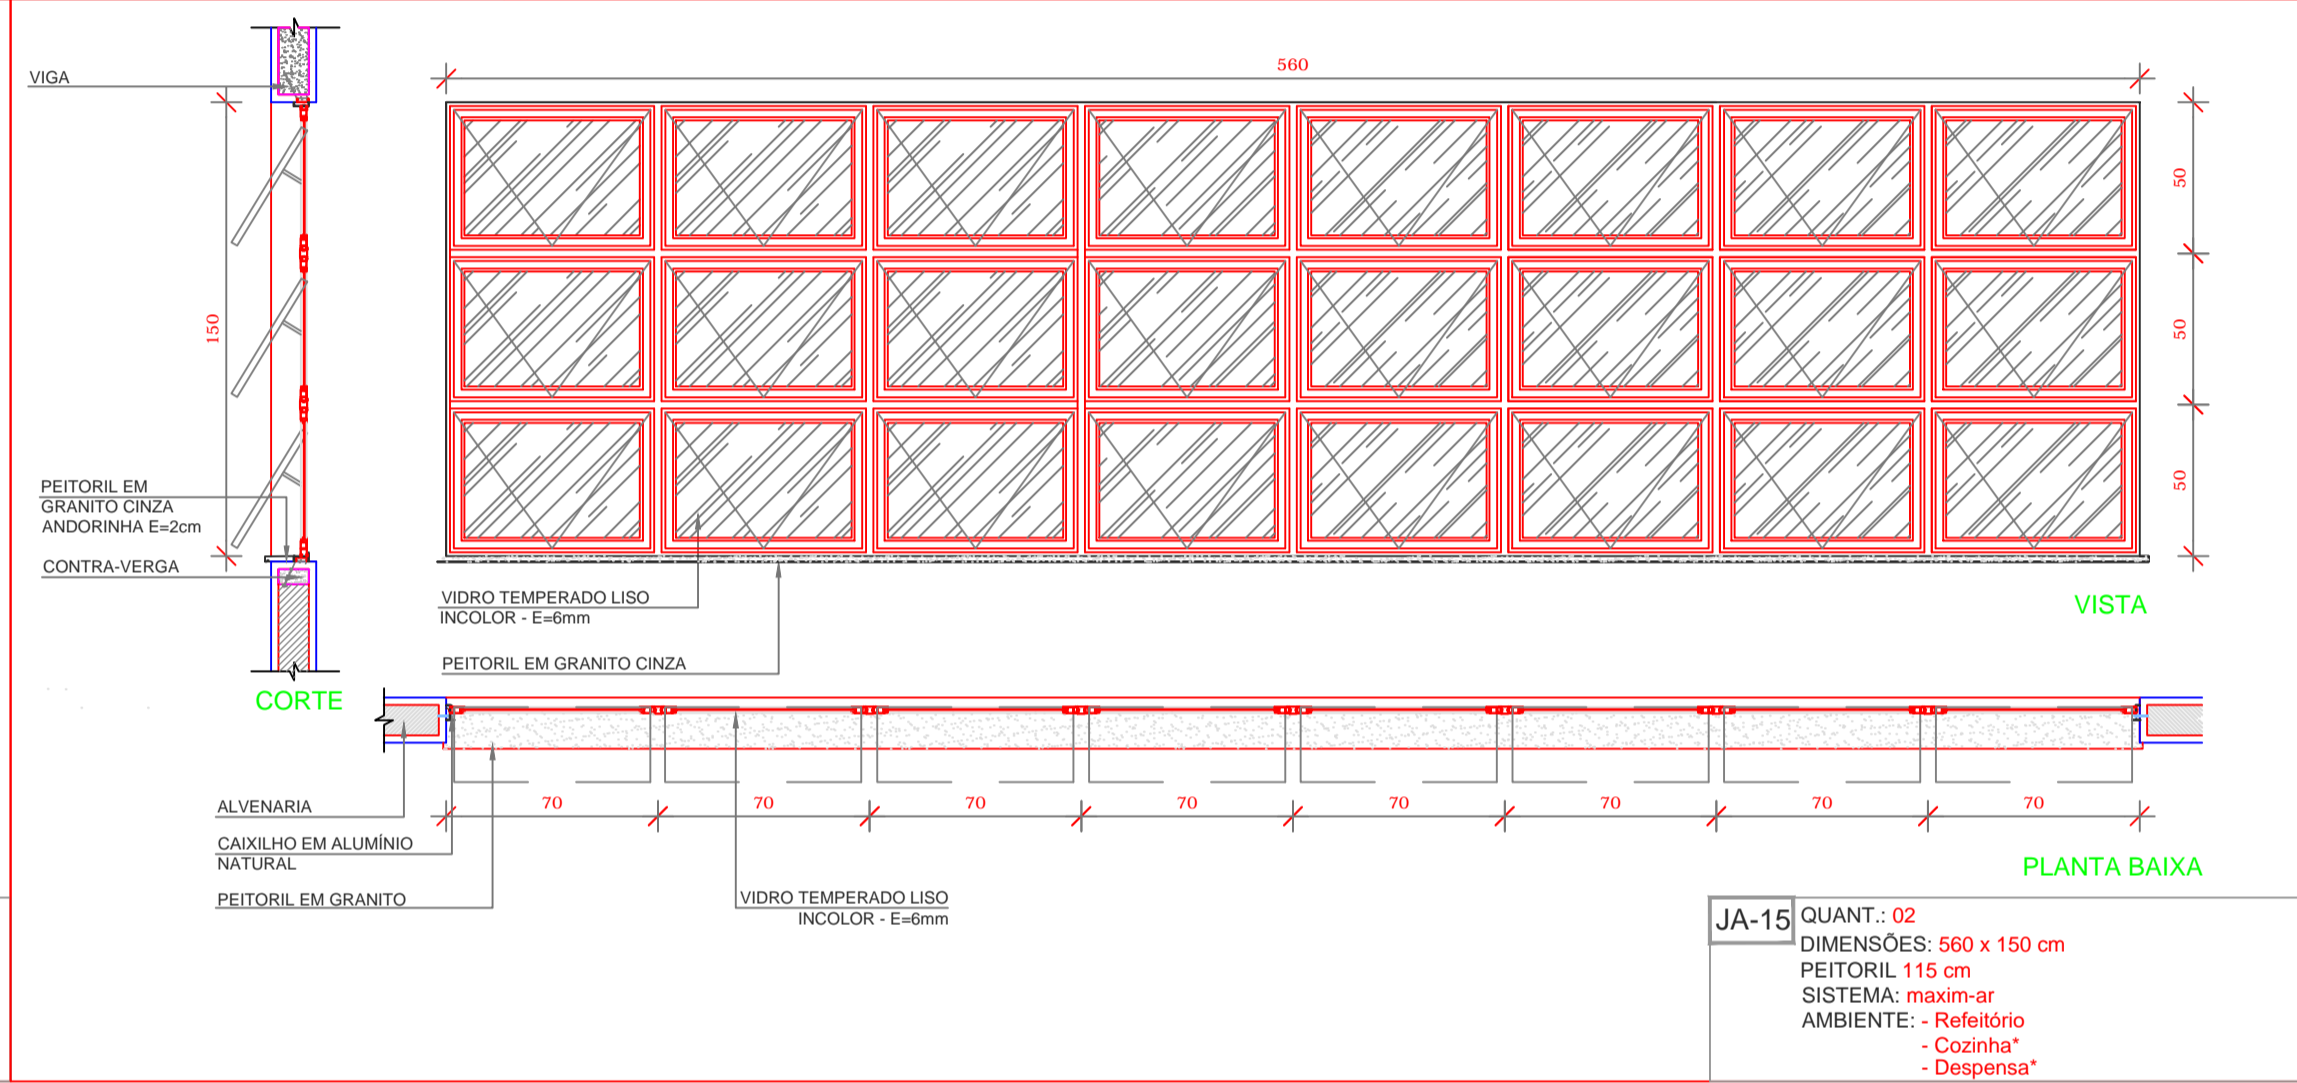 VIGA
560
50
50
50
150
PEITORIL EM
GRANITO CINZA
ANDORINHA E=2cm
CONTRA-VERGA
VIDRO TEMPERADO LISO
INCOLOR - E=6mm
PEITORIL EM GRANITO CINZA
VISTA
CORTE
70 70 70 70 70 70 70 70
ALVENARIA
CAIXILHO EM ALUMÍNIO
NATURAL
PEITORIL EM GRANITO
VIDRO TEMPERADO LISO
INCOLOR - E=6mm
PLANTA BAIXA
JA-15
QUANT.: 02
DIMENSÕES: 560 x 150 cm
PEITORIL 115 cm
SISTEMA: maxim-ar
AMBIENTE: - Refeitório
- Cozinha*
- Despensa*